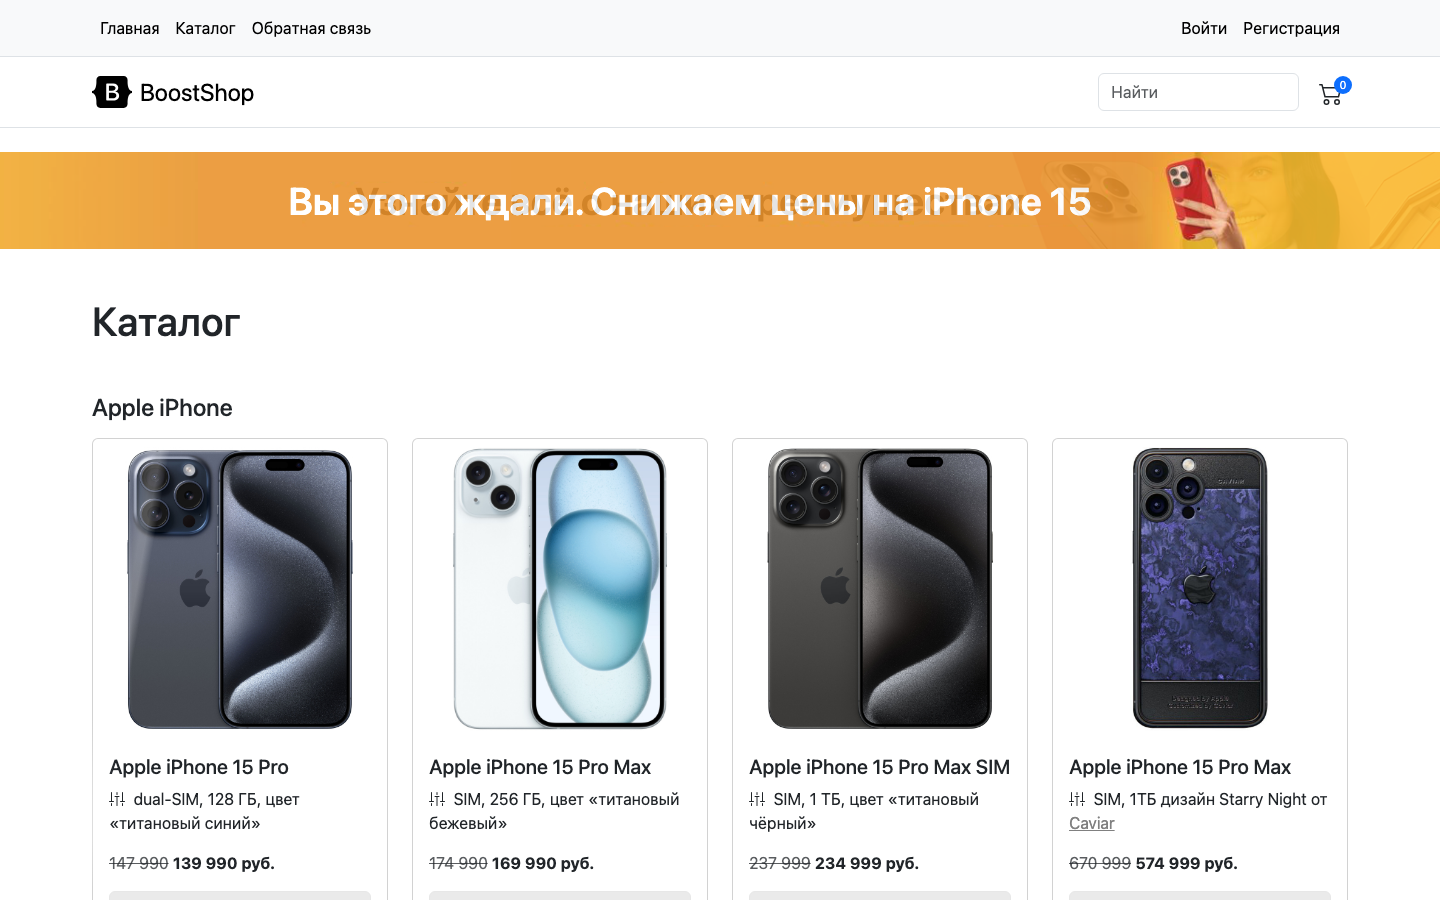 Главная Каталог Обратная связь Войти Регистрация
B BoostShop Найти 0
Вы этого ждали. Снижаем цены на iPhone 15
Каталог
Apple iPhone
Apple iPhone 15 Pro
dual-SIM, 128 ГБ, цвет
«титановый синий»
147 990 139 990 руб.
Apple iPhone 15 Pro Max
SIM, 256 ГБ, цвет «титановый
бежевый»
174 990 169 990 руб.
Apple iPhone 15 Pro Max SIM
SIM, 1 ТБ, цвет «титановый
чёрный»
237 999 234 999 руб.
CAVIAR
Apple iPhone 15 Pro Max
SIM, 1ТБ дизайн Starry Night от
Caviar
670 999 574 999 руб.